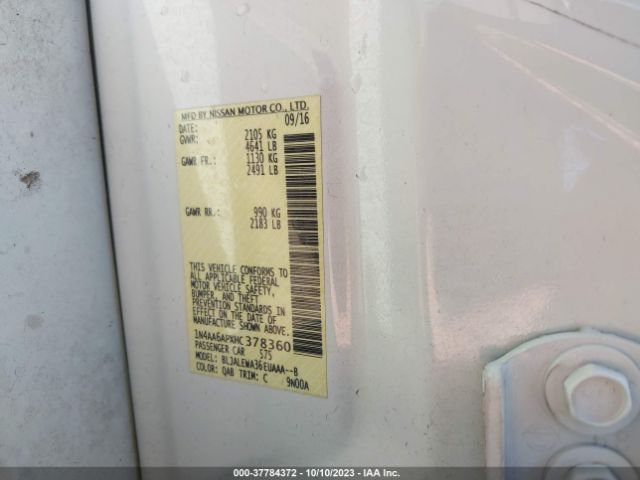 MFD BY NISSAN MOTOR CO., LTD.
DATE: 09/16
GVWR: 2105 KG
4641 LB
GAWR FR.: 1130 KG
2491 LB
GAWR RR.: 990 KG
2183 LB
THIS VEHICLE CONFORMS TO
ALL APPLICABLE FEDERAL
MOTOR VEHICLE SAFETY,
BUMPER, AND THEFT
PREVENTION STANDARDS IN
EFFECT ON THE DATE OF
MANUFACTURE SHOWN ABOVE.
1N4AA6APXHC378360
PASSENGER CAR 575
MODEL: BLJALEWA36EUAAA--B
COLOR: QAB TRIM: C 9N00A
000-37784372 - 10/10/2023 - IAA Inc.